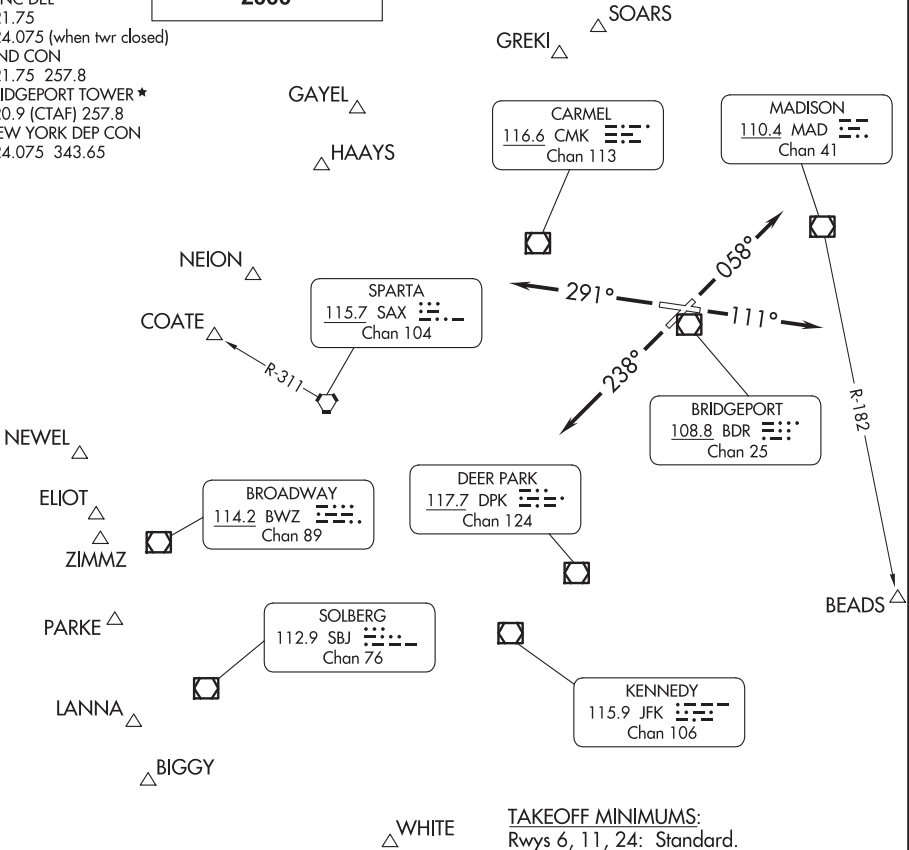 21.75
24.075 (when twr closed)
ND CON
21.75 257.8
IDGEPORT TOWER★
20.9 (CTAF) 257.8
EW YORK DEP CON
24.075 343.65
SOARS
GREKI
GAYEL
HAAYS
CARMEL
116.6 CMK
Chan 113
MADISON
110.4 MAD
Chan 41
NEION
COATE
SPARTA
115.7 SAX
Chan 104
R-311
291°
058°
111°
238°
R-182
BRIDGEPORT
108.8 BDR
Chan 25
NEWEL
ELIOT
ZIMMZ
BROADWAY
114.2 BWZ
Chan 89
DEER PARK
117.7 DPK
Chan 124
BEADS
PARKE
SOLBERG
112.9 SBJ
Chan 76
LANNA
KENNEDY
115.9 JFK
Chan 106
BIGGY
WHITE
TAKEOFF MINIMUMS:
Rwys 6, 11, 24: Standard.